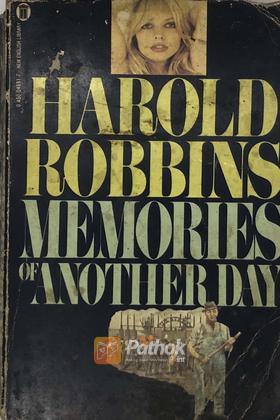 HAROLD
ROBBINS
MEMORIES
OF ANOTHER DAY
Pathok